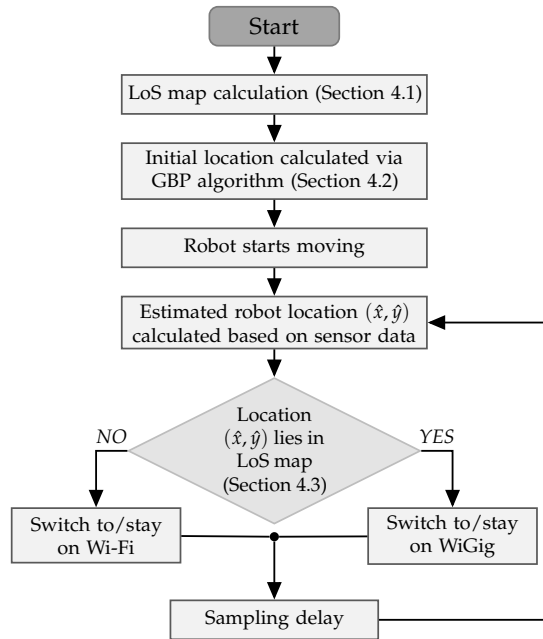 Start
LoS map calculation (Section 4.1)
Initial location calculated via
GBP algorithm (Section 4.2)
Robot starts moving
Estimated robot location (x̂, ŷ)
calculated based on sensor data
Location
(x̂, ŷ) lies in
LoS map
(Section 4.3)
NO
YES
Switch to/stay
on Wi-Fi
Switch to/stay
on WiGig
Sampling delay